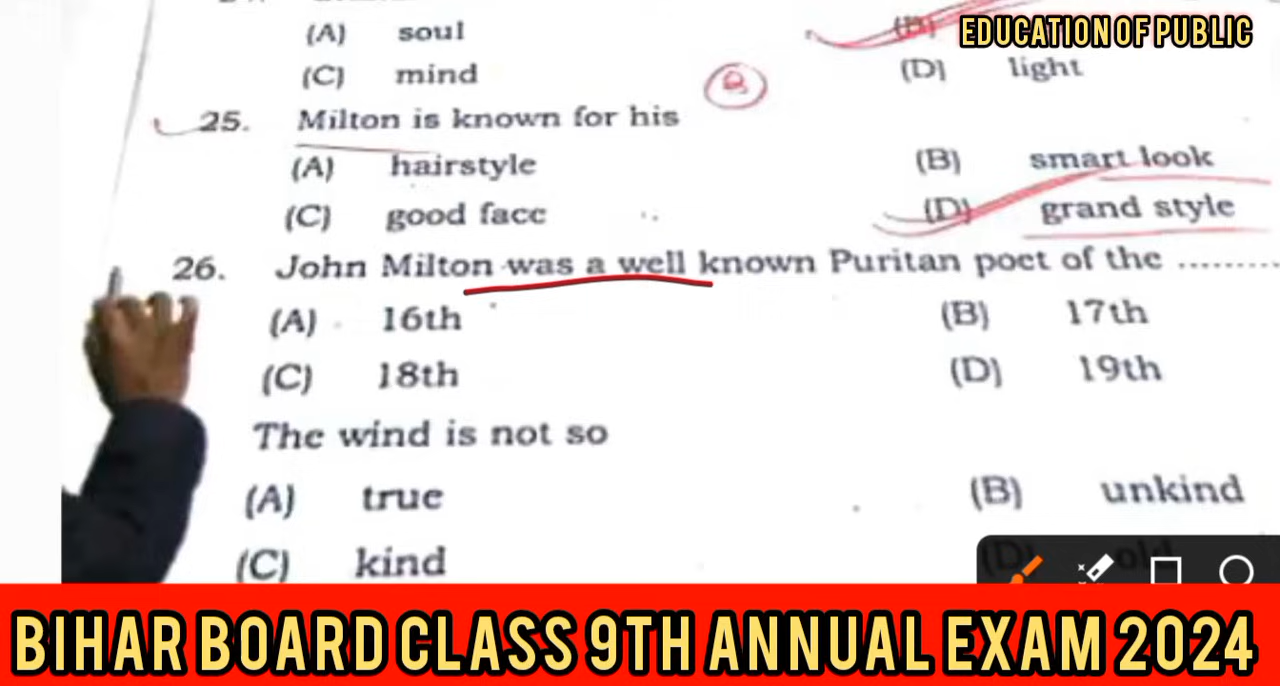 EDUCATION OF PUBLIC
(A) soul (B)
(C) mind (D) light
B
25. Milton is known for his
(A) hairstyle (B) smart look
(C) good face (D) grand style
26. John Milton was a well known Puritan poet of the .........
(A) 16th (B) 17th
(C) 18th (D) 19th
The wind is not so
(A) true (B) unkind
(C) kind (D)
BIHAR BOARD CLASS 9TH ANNUAL EXAM 2024